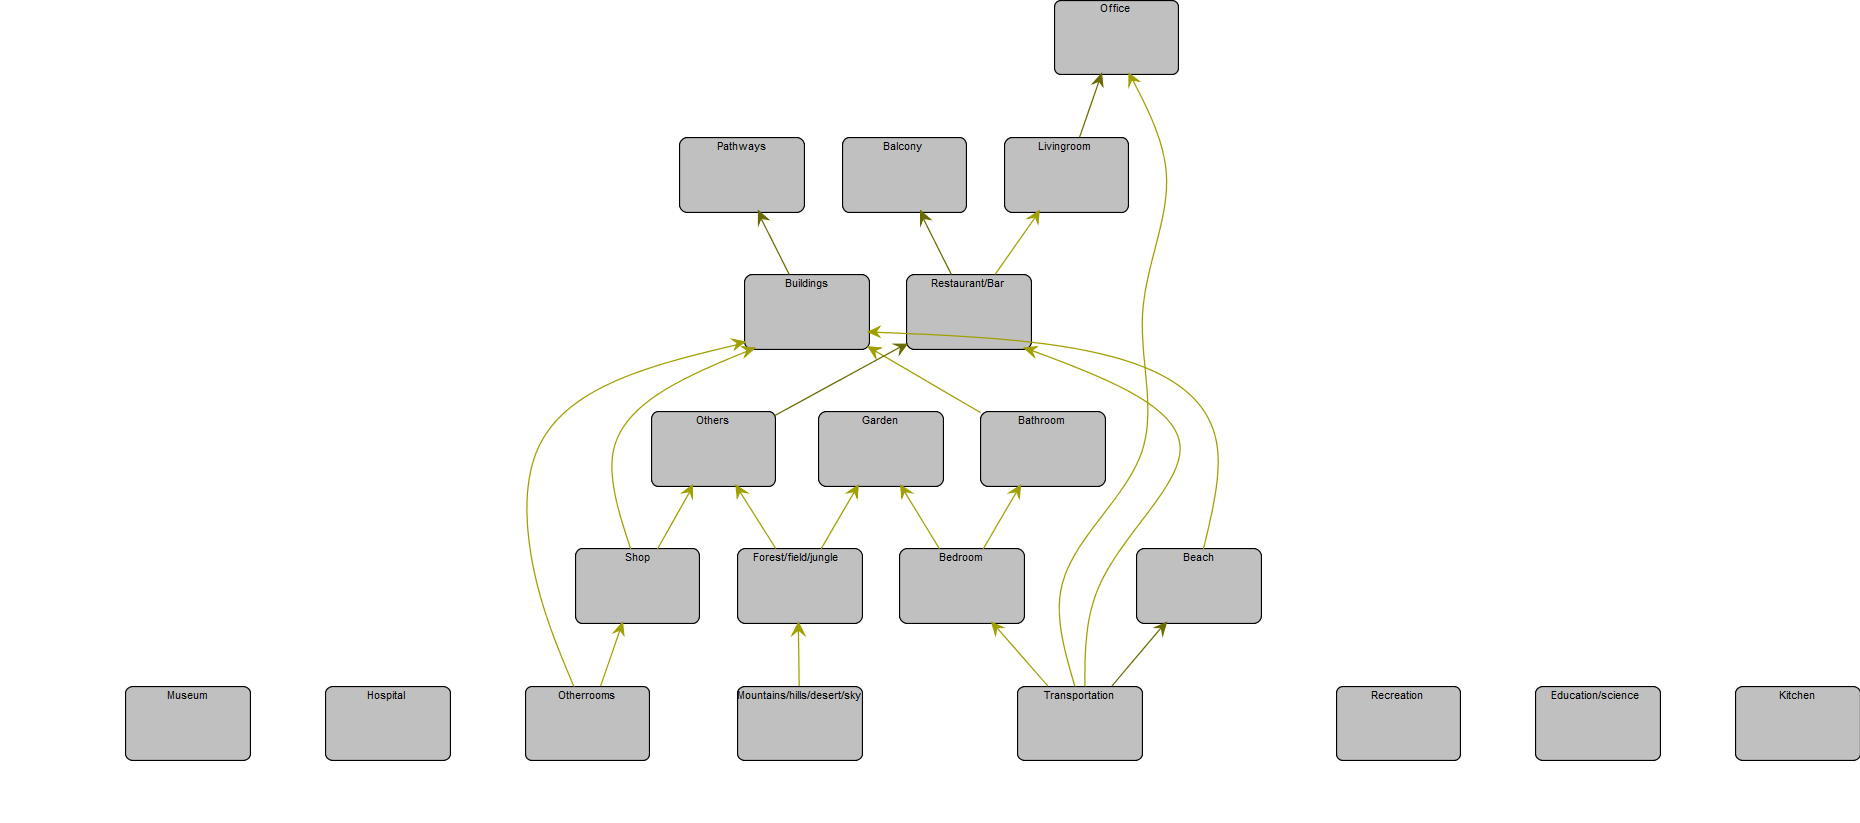 Office
Pathways
Balcony
Livingroom
Buildings
Restaurant/Bar
Others
Garden
Bathroom
Shop
Forest/field/jungle
Bedroom
Beach
Museum
Hospital
Otherrooms
Mountains/hills/desert/sky
Transportation
Recreation
Education/science
Kitchen